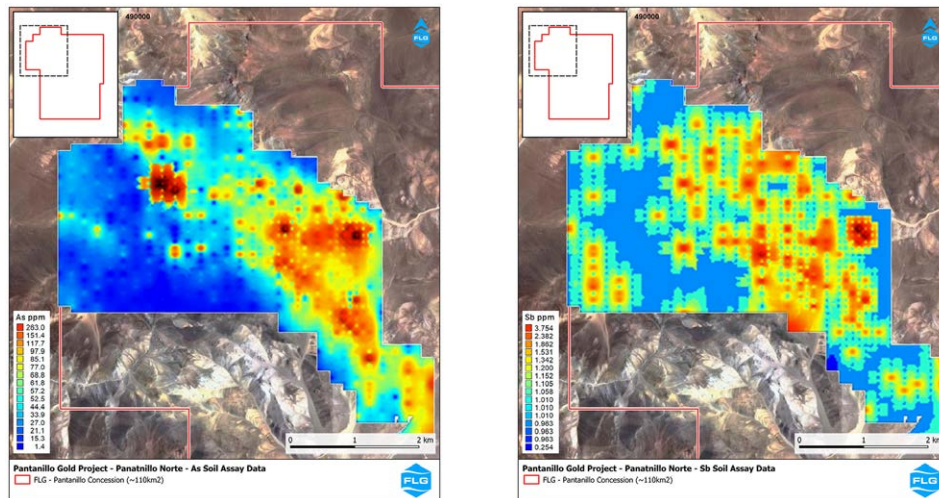 490000
FLG
As ppm
263.0
151.4
117.7
97.9
85.1
77.0
68.8
61.8
57.2
52.5
44.4
33.9
27.0
21.1
15.3
1.4
0 1 2 km
Pantanillo Gold Project - Panatnillo Norte - As Soil Assay Data
FLG - Pantanillo Concession (~110km2)
FLG
490000
FLG
Sb ppm
3.754
2.382
1.862
1.531
1.342
1.200
1.152
1.105
1.058
1.010
1.010
0.983
0.963
0.963
0.254
0 1 2 km
Pantanillo Gold Project - Panatnillo Norte - Sb Soil Assay Data
FLG - Pantanillo Concession (~110km2)
FLG